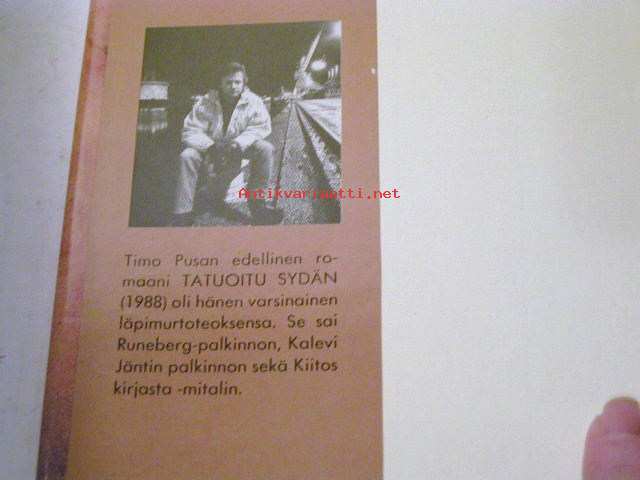 Antikvariaatti.net
Timo Pusan edellinen ro-
maani TATUOITU SYDÄN
(1988) oli hänen varsinainen
läpimurtoteoksensa. Se sai
Runeberg-palkinnon, Kalevi
Jäntin palkinnon sekä Kiitos
kirjasta -mitalin.